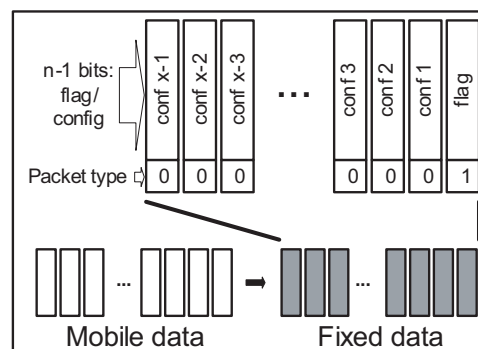 n-1 bits:
flag/
config
conf x-1
conf x-2
conf x-3
...
conf 3
conf 2
conf 1
flag
Packet type
0 0 0 0 0 0 1
... ...
Mobile data Fixed data